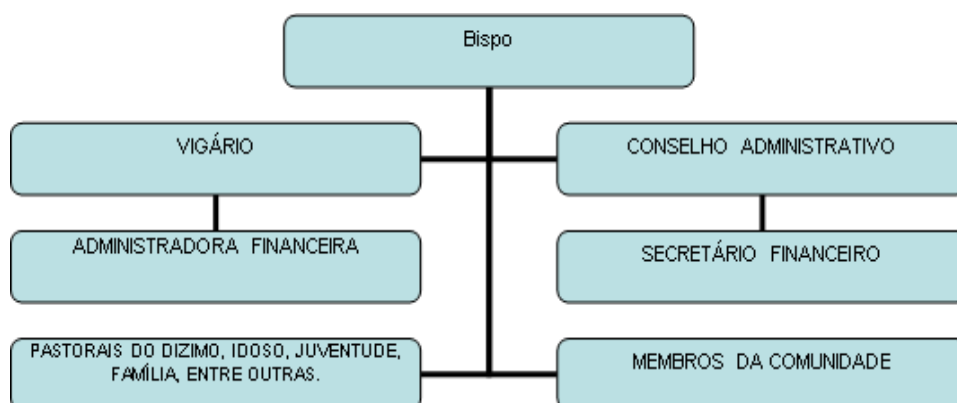 Bispo
VIGÁRIO
CONSELHO ADMINISTRATIVO
ADMINISTRADORA FINANCEIRA
SECRETÁRIO FINANCEIRO
PASTORAIS DO DIZIMO, IDOSO, JUVENTUDE,
FAMÍLIA, ENTRE OUTRAS.
MEMBROS DA COMUNIDADE